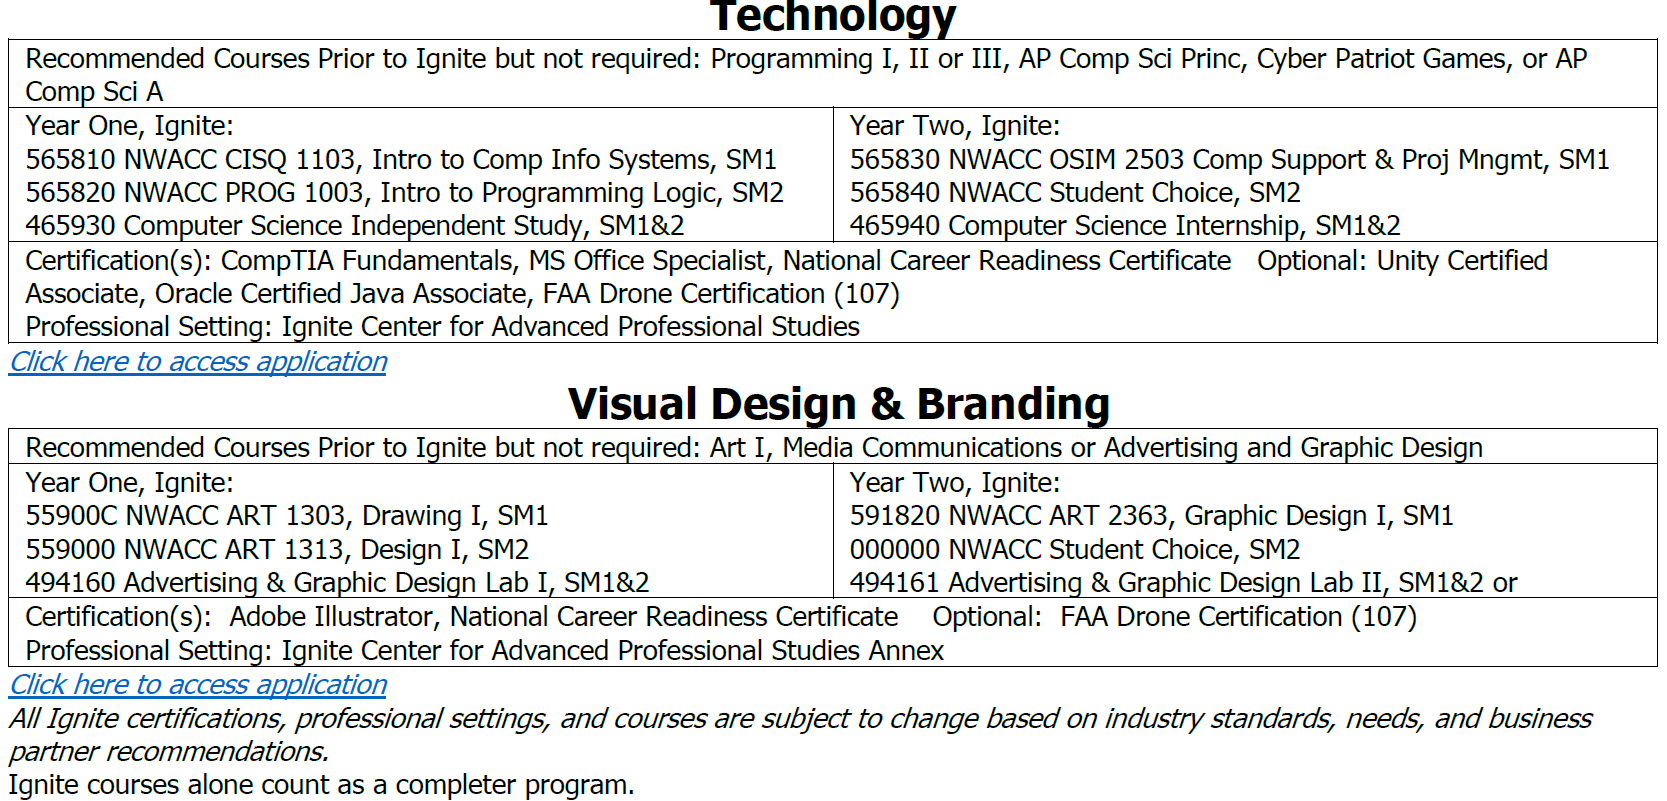 Technology
Recommended Courses Prior to Ignite but not required: Programming I, II or III, AP Comp Sci Princ, Cyber Patriot Games, or AP
Comp Sci A
Year One, Ignite:
565810 NWACC CISQ 1103, Intro to Comp Info Systems, SM1
565820 NWACC PROG 1003, Intro to Programming Logic, SM2
465930 Computer Science Independent Study, SM1&2
Year Two, Ignite:
565830 NWACC OSIM 2503 Comp Support & Proj Mngmt, SM1
565840 NWACC Student Choice, SM2
465940 Computer Science Internship, SM1&2
Certification(s): CompTIA Fundamentals, MS Office Specialist, National Career Readiness Certificate   Optional: Unity Certified
Associate, Oracle Certified Java Associate, FAA Drone Certification (107)
Professional Setting: Ignite Center for Advanced Professional Studies
Click here to access application
Visual Design & Branding
Recommended Courses Prior to Ignite but not required: Art I, Media Communications or Advertising and Graphic Design
Year One, Ignite:
55900C NWACC ART 1303, Drawing I, SM1
559000 NWACC ART 1313, Design I, SM2
494160 Advertising & Graphic Design Lab I, SM1&2
Year Two, Ignite:
591820 NWACC ART 2363, Graphic Design I, SM1
000000 NWACC Student Choice, SM2
494161 Advertising & Graphic Design Lab II, SM1&2 or
Certification(s):  Adobe Illustrator, National Career Readiness Certificate    Optional:  FAA Drone Certification (107)
Professional Setting: Ignite Center for Advanced Professional Studies Annex
Click here to access application
All Ignite certifications, professional settings, and courses are subject to change based on industry standards, needs, and business
partner recommendations.
Ignite courses alone count as a completer program.